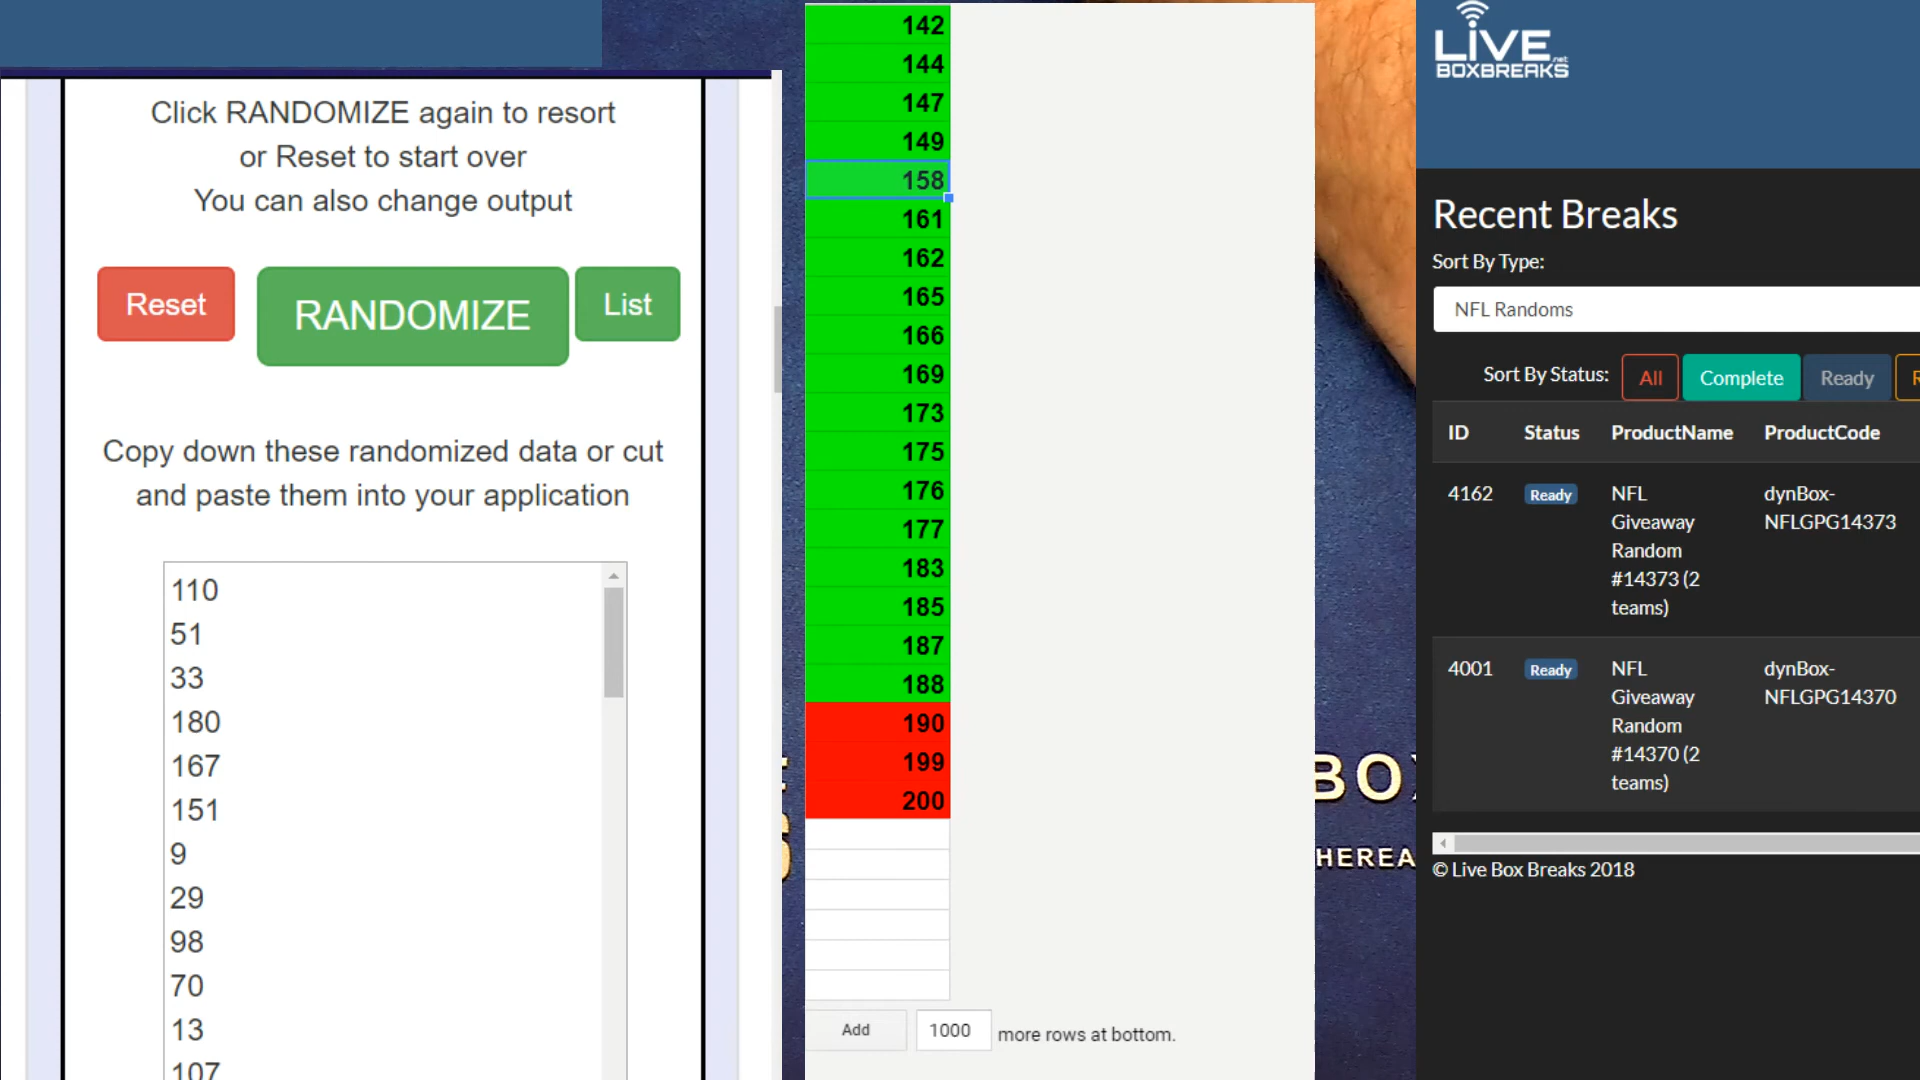 Click RANDOMIZE again to resort
or Reset to start over
You can also change output
Reset
RANDOMIZE
List
Copy down these randomized data or cut
and paste them into your application
110
51
33
180
167
151
9
29
98
70
13
107
142
144
147
149
158
161
162
165
166
169
173
175
176
177
183
185
187
188
190
199
200
Add
1000
more rows at bottom.
BO
HEREA
LIVE
.net
BOXBREAKS
Recent Breaks
Sort By Type:
NFL Randoms
Sort By Status:
All
Complete
Ready
ID Status ProductName ProductCode
4162
Ready
NFL
Giveaway
Random
#14373 (2
teams)
dynBox-
NFLGPG14373
4001
Ready
NFL
Giveaway
Random
#14370 (2
teams)
dynBox-
NFLGPG14370
© Live Box Breaks 2018